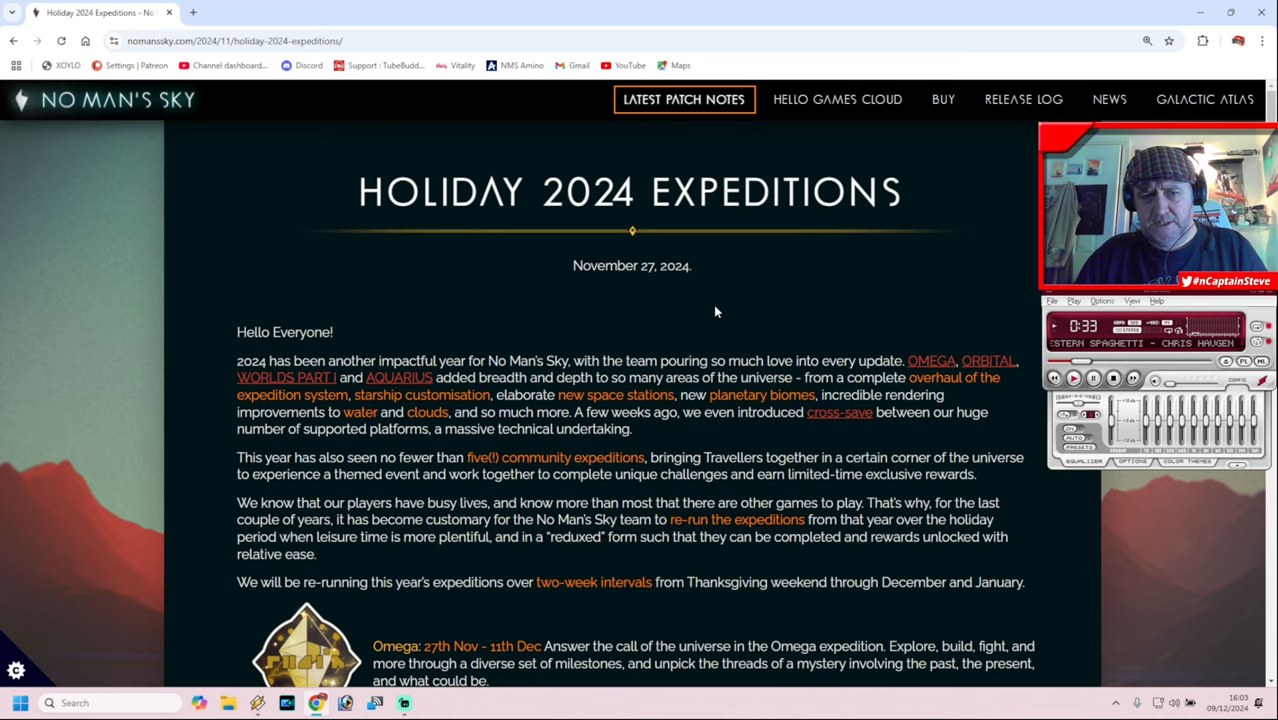 Holiday 2024 Expeditions - No
nomanssky.com/2024/11/holiday-2024-expeditions/
XOYLO
Settings | Patreon
Channel dashboard...
Discord
Support : TubeBudd...
Vitality
NMS Amino
Gmail
YouTube
Maps
NO MAN'S SKY
LATEST PATCH NOTES
HELLO GAMES CLOUD
BUY
RELEASE LOG
NEWS
GALACTIC ATLAS
HOLIDAY 2024 EXPEDITIONS
November 27, 2024.
#nCaptainSteve
File Play Options View Help
0:33
ESTERN SPAGHETTI - CHRIS HAUGEN
PL
ML
CONFIG
ON
AUTO
PRESETS
EQUALIZER
OPTIONS
COLOR THEMES
Hello Everyone!
2024 has been another impactful year for No Man's Sky, with the team pouring so much love into every update. OMEGA, ORBITAL,
WORLDS PART I and AQUARIUS added breadth and depth to so many areas of the universe - from a complete overhaul of the
expedition system, starship customisation, elaborate new space stations, new planetary biomes, incredible rendering
improvements to water and clouds, and so much more. A few weeks ago, we even introduced cross-save between our huge
number of supported platforms, a massive technical undertaking.
This year has also seen no fewer than five(!) community expeditions, bringing Travellers together in a certain corner of the universe
to experience a themed event and work together to complete unique challenges and earn limited-time exclusive rewards.
We know that our players have busy lives, and know more than most that there are other games to play. That's why, for the last
couple of years, it has become customary for the No Man's Sky team to re-run the expeditions from that year over the holiday
period when leisure time is more plentiful, and in a "reduxed" form such that they can be completed and rewards unlocked with
relative ease.
We will be re-running this year's expeditions over two-week intervals from Thanksgiving weekend through December and January.
Omega: 27th Nov - 11th Dec Answer the call of the universe in the Omega expedition. Explore, build, fight, and
more through a diverse set of milestones, and unpick the threads of a mystery involving the past, the present,
and what could be.
Search
16:03
09/12/2024